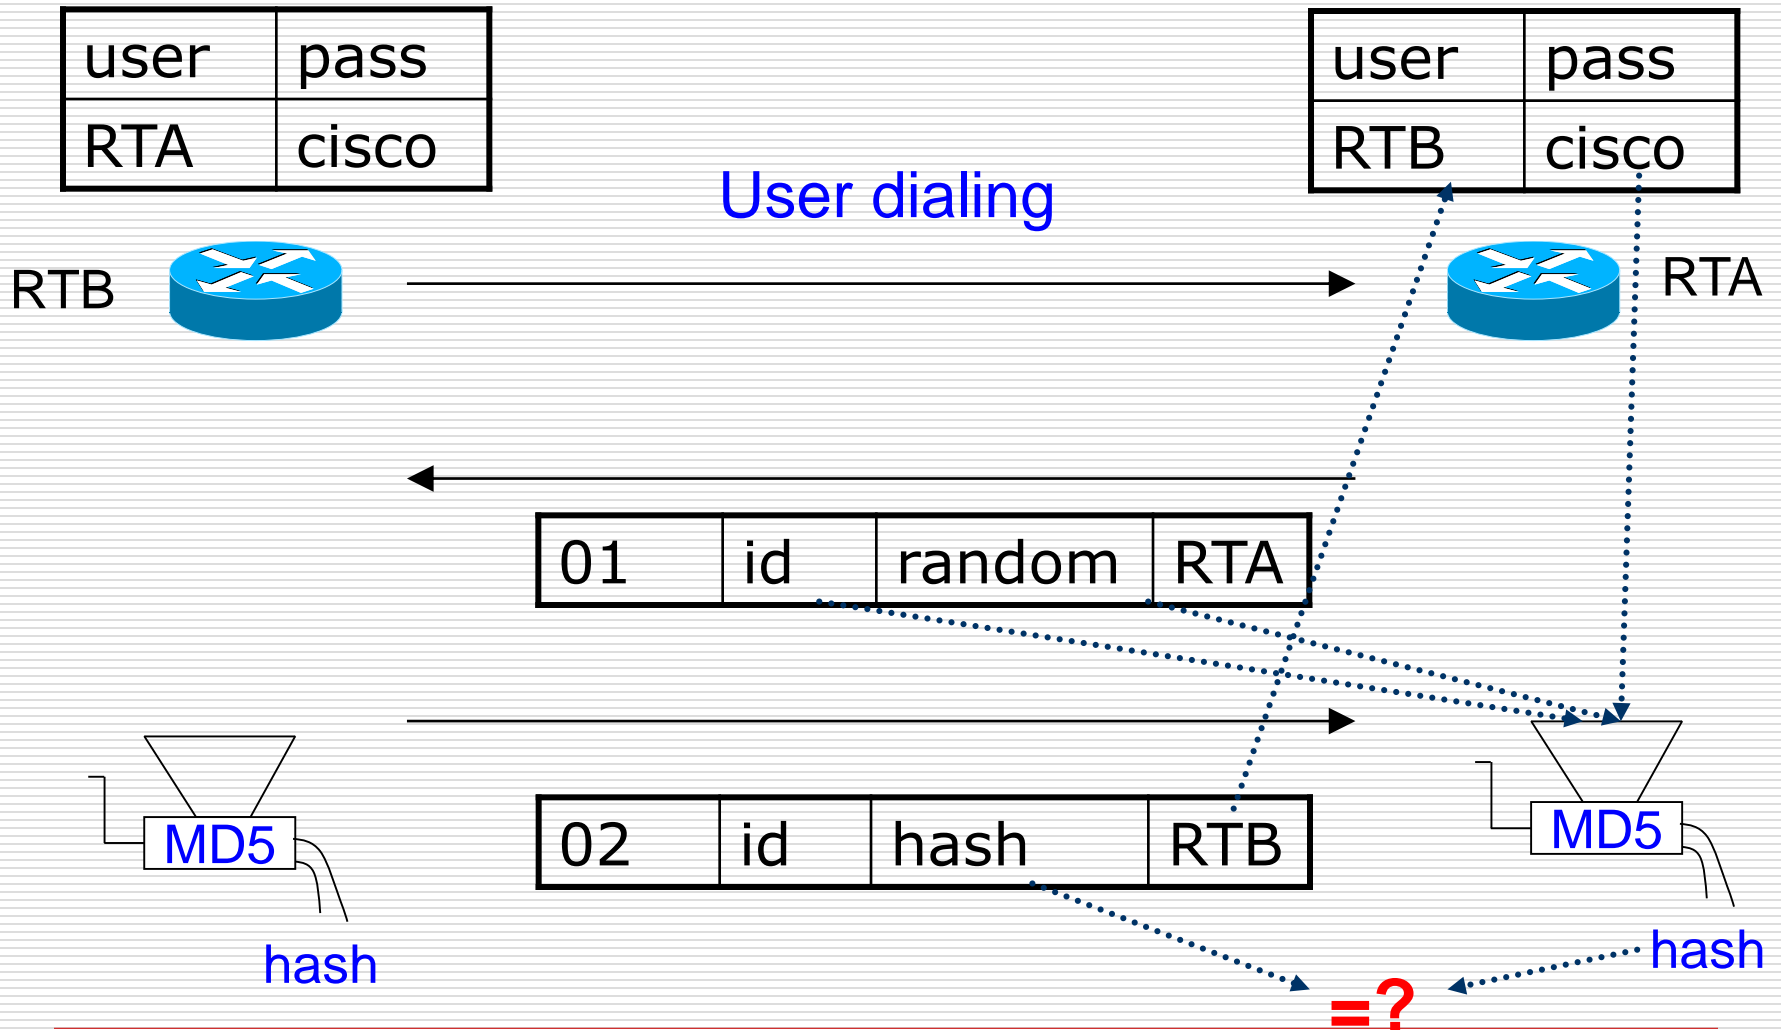 user pass
RTA cisco
user pass
RTB cisco
User dialing
RTB
RTA
01 id random RTA
02 id hash RTB
MD5
MD5
hash
hash
=?